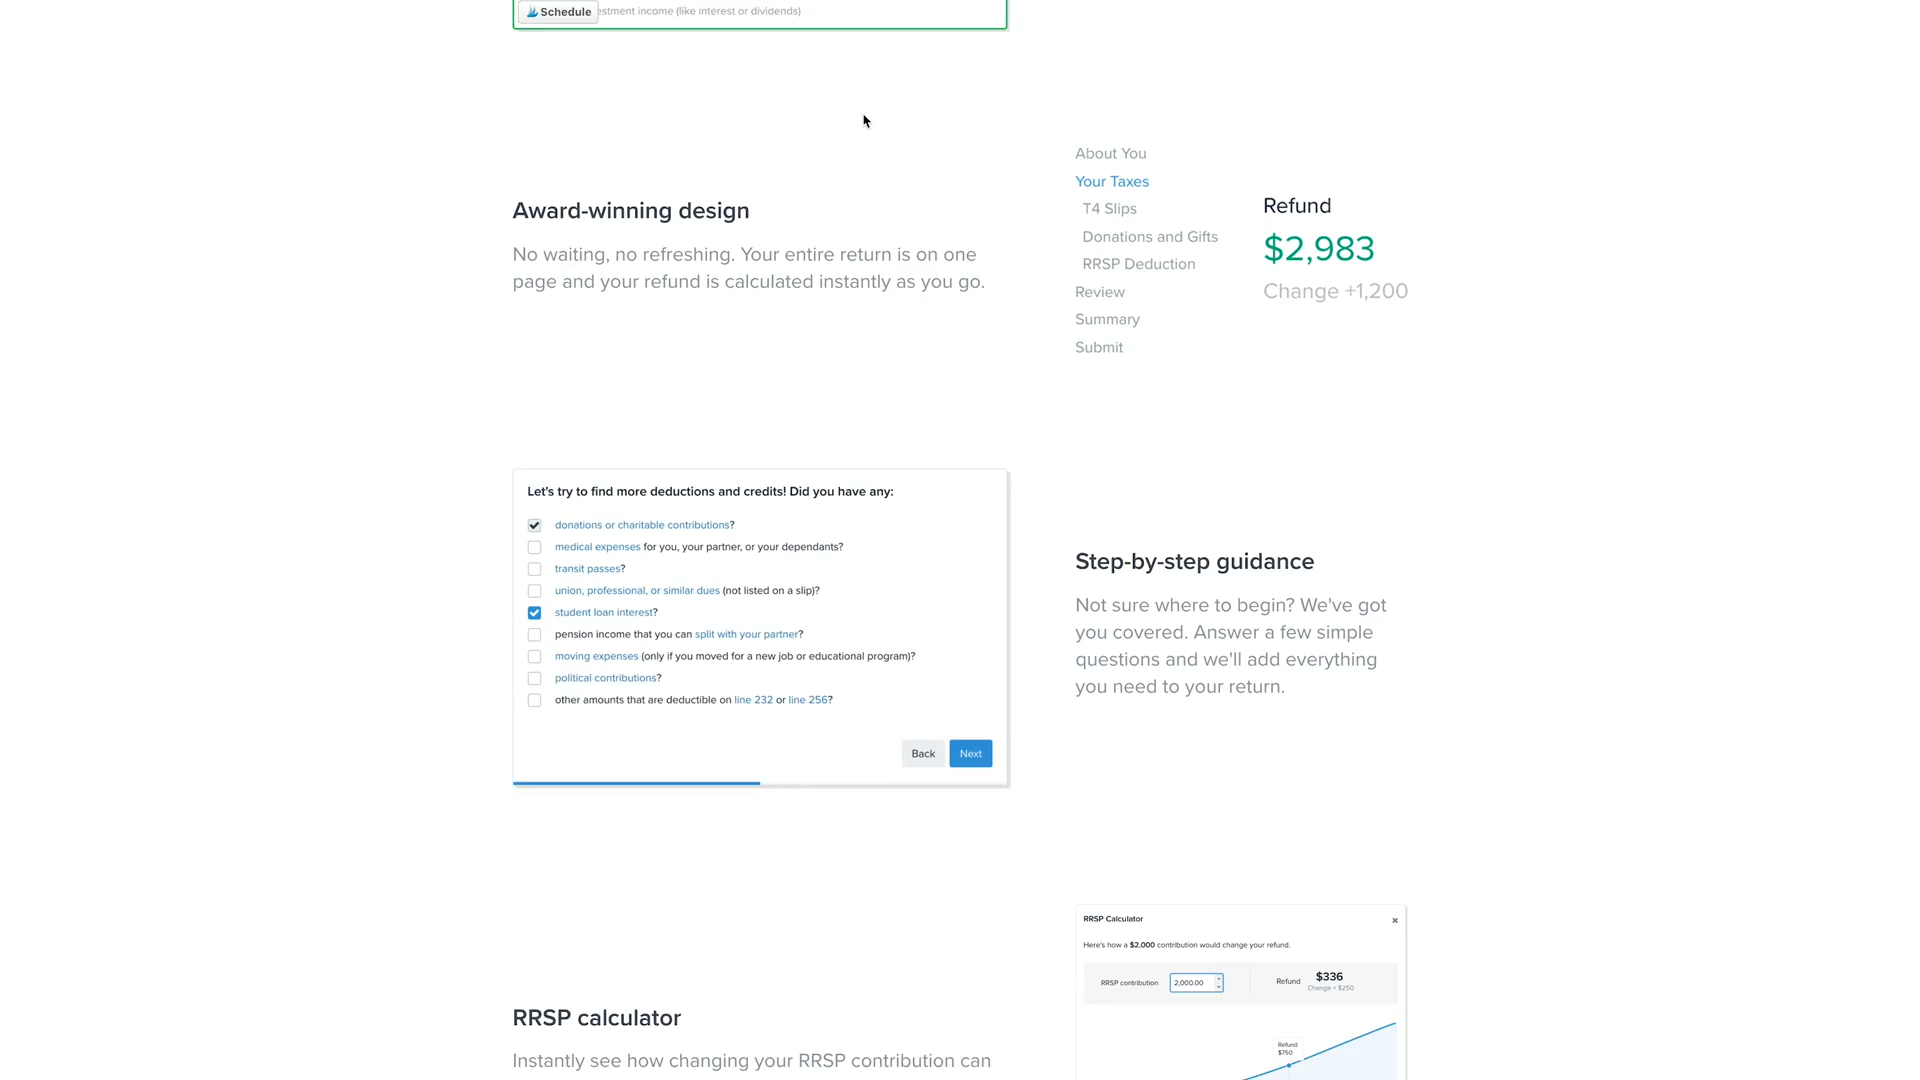 Schedule
estment income (like interest or dividends)
Award-winning design
No waiting, no refreshing. Your entire return is on one
page and your refund is calculated instantly as you go.
About You
Your Taxes
T4 Slips
Donations and Gifts
RRSP Deduction
Review
Summary
Submit
Refund
$2,983
Change +1,200
Let's try to find more deductions and credits! Did you have any:
donations or charitable contributions?
medical expenses for you, your partner, or your dependants?
transit passes?
union, professional, or similar dues (not listed on a slip)?
student loan interest?
pension income that you can split with your partner?
moving expenses (only if you moved for a new job or educational program)?
political contributions?
other amounts that are deductible on line 232 or line 256?
Back
Next
Step-by-step guidance
Not sure where to begin? We've got
you covered. Answer a few simple
questions and we'll add everything
you need to your return.
RRSP calculator
Instantly see how changing your RRSP contribution can
RRSP Calculator
Here's how a $2,000 contribution would change your refund.
RRSP contribution
2,000.00
Refund
$336
Change + $250
Refund
$750